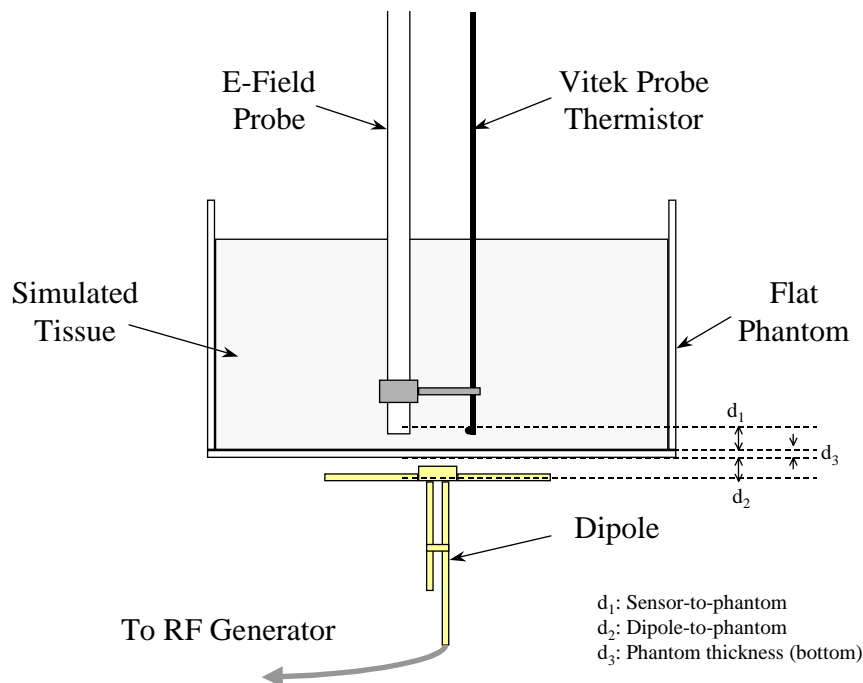 E-Field
Probe
Vitek Probe
Thermistor
Simulated
Tissue
Flat
Phantom
d₁
d₃
d₂
Dipole
To RF Generator
d₁: Sensor-to-phantom
d₂: Dipole-to-phantom
d₃: Phantom thickness (bottom)